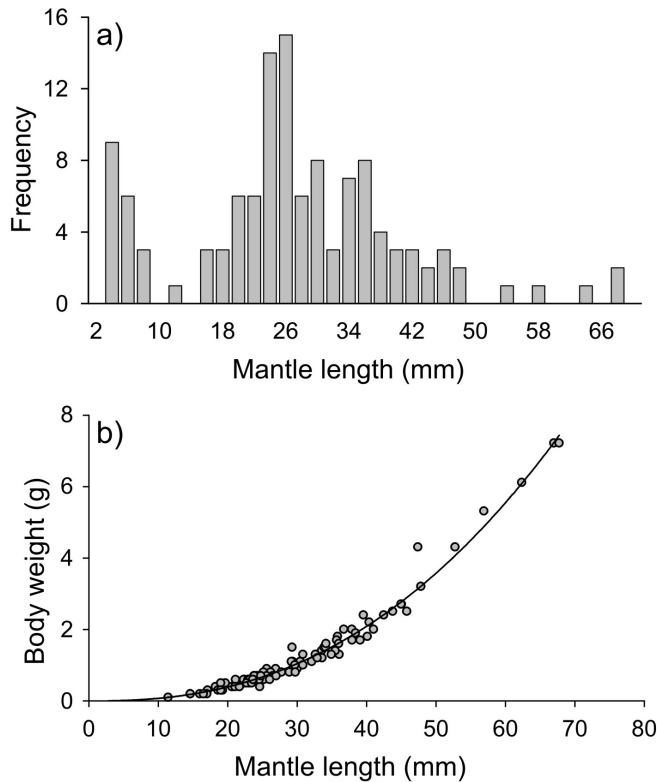 16
a)
12
8
4
0
Frequency
2 10 18 26 34 42 50 58 66
Mantle length (mm)
8
b)
6
4
2
0
Body weight (g)
0 10 20 30 40 50 60 70 80
Mantle length (mm)